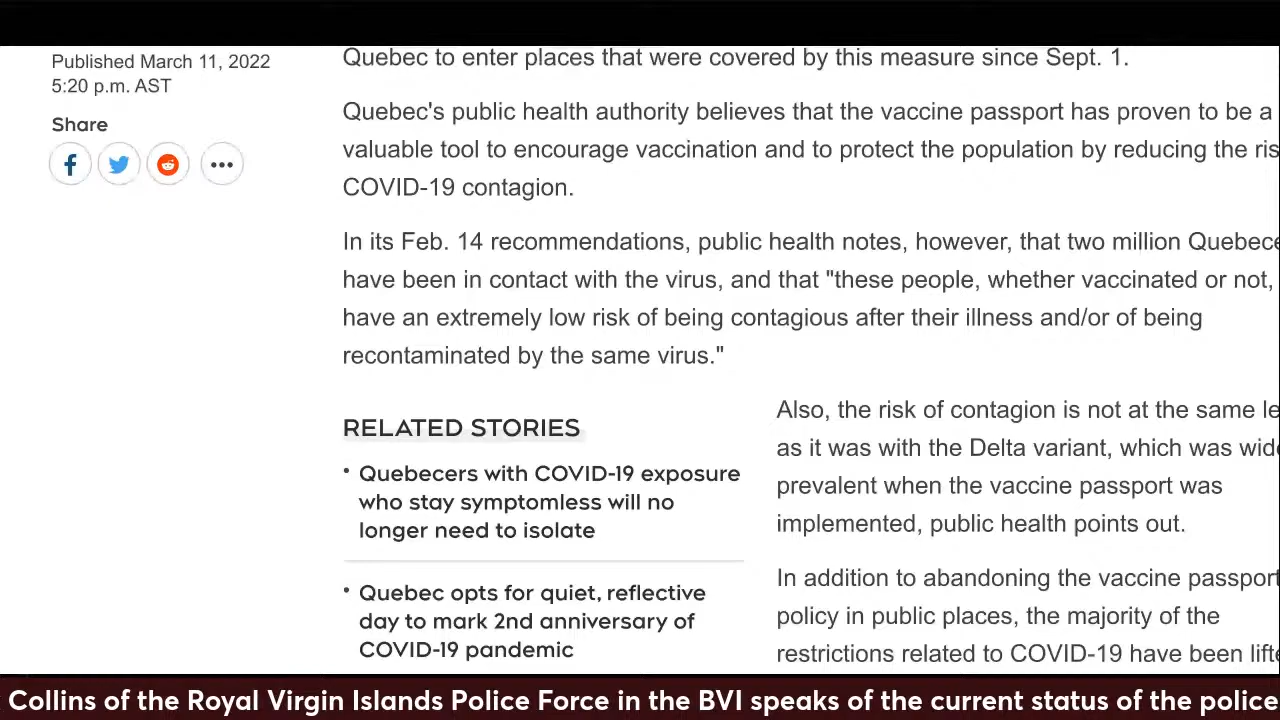 Published March 11, 2022
5:20 p.m. AST
Share
Quebec to enter places that were covered by this measure since Sept. 1.
Quebec's public health authority believes that the vaccine passport has proven to be a
valuable tool to encourage vaccination and to protect the population by reducing the
COVID-19 contagion.
In its Feb. 14 recommendations, public health notes, however, that two million
have been in contact with the virus, and that "these people, whether vaccinated or not,
have an extremely low risk of being contagious after their illness and/or of being
recontaminated by the same virus."
RELATED STORIES
• Quebecers with COVID-19 exposure
who stay symptomless will no
longer need to isolate
• Quebec opts for quiet, reflective
day to mark 2nd anniversary of
COVID-19 pandemic
Also, the risk of contagion is not at the same
as it was with the Delta variant, which was
prevalent when the vaccine passport was
implemented, public health points out.
In addition to abandoning the vaccine passport
policy in public places, the majority of the
restrictions related to COVID-19 have been
Collins of the Royal Virgin Islands Police Force in the BVI speaks of the current status of the police